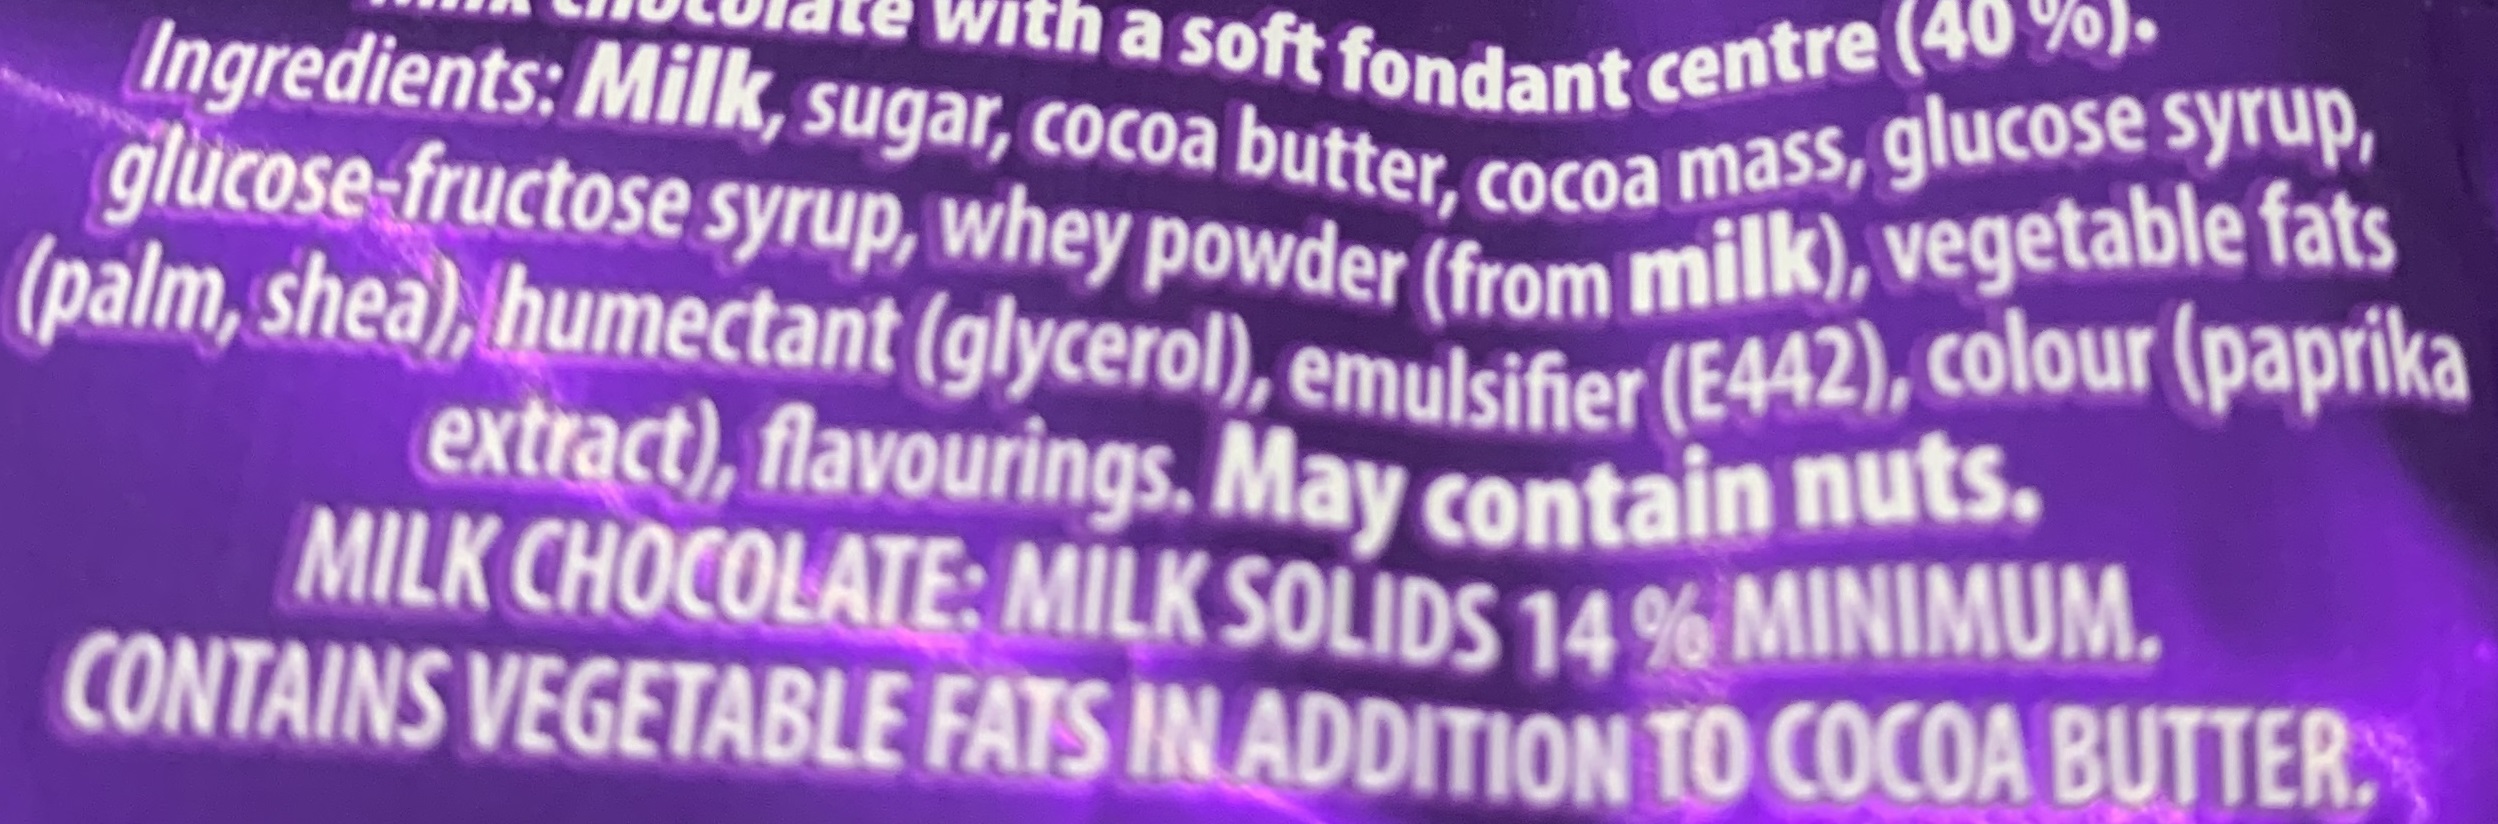 Milk chocolate with a soft fondant centre (40 %).
Ingredients: Milk, sugar, cocoa butter, cocoa mass, glucose syrup,
glucose-fructose syrup, whey powder (from milk), vegetable fats
(palm, shea), humectant (glycerol), emulsifier (E442), colour (paprika
extract), flavourings. May contain nuts.
MILK CHOCOLATE: MILK SOLIDS 14 % MINIMUM.
CONTAINS VEGETABLE FATS IN ADDITION TO COCOA BUTTER.